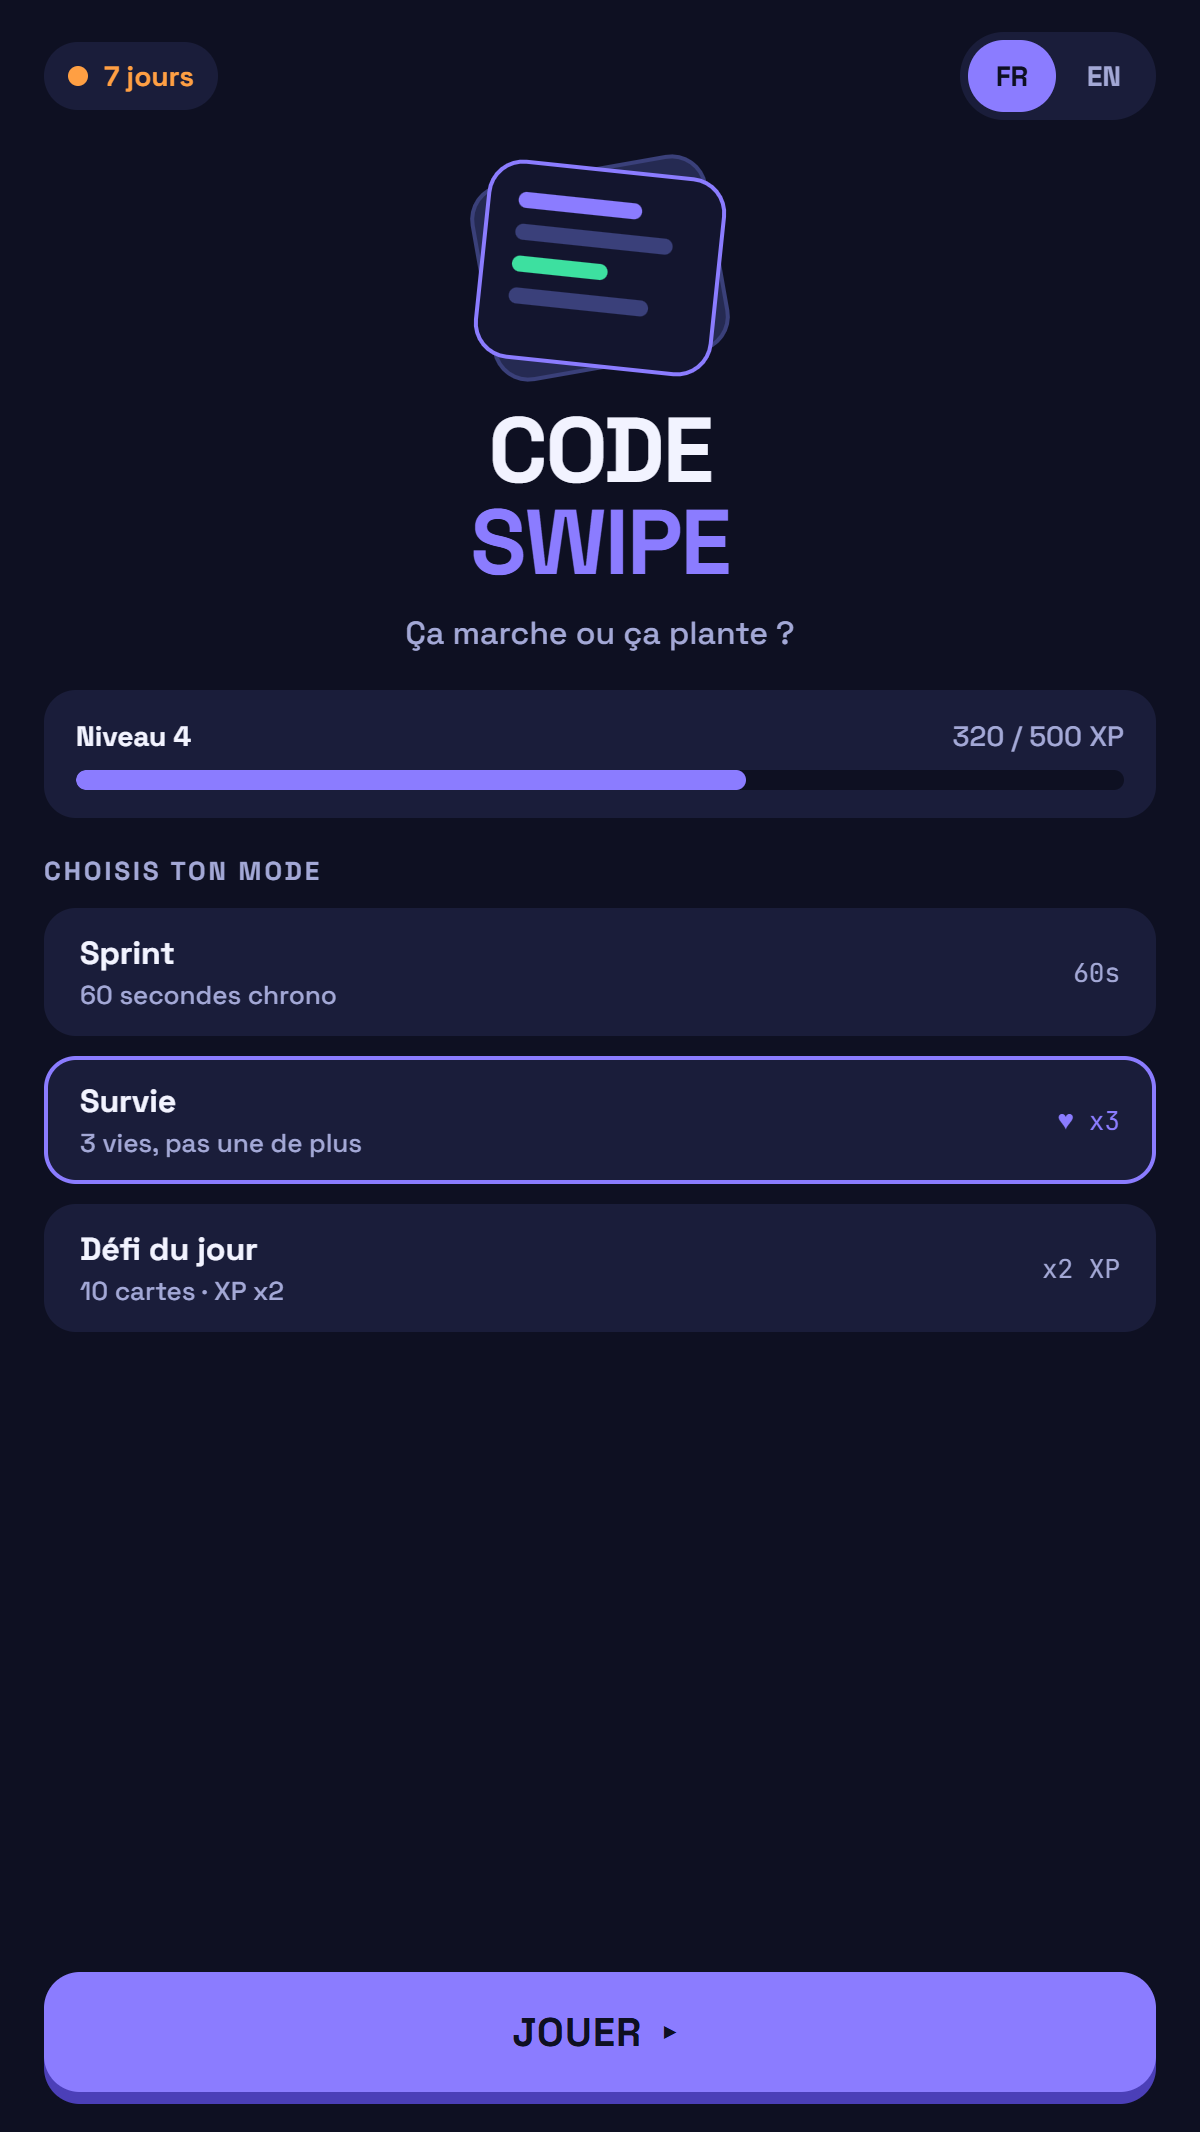 7 jours
FR EN
CODE
SWIPE
Ça marche ou ça plante ?
Niveau 4
320 / 500 XP
CHOISIS TON MODE
Sprint
60 secondes chrono
60s
Survie
3 vies, pas une de plus
♥ x3
Défi du jour
10 cartes · XP x2
x2 XP
JOUER ▸